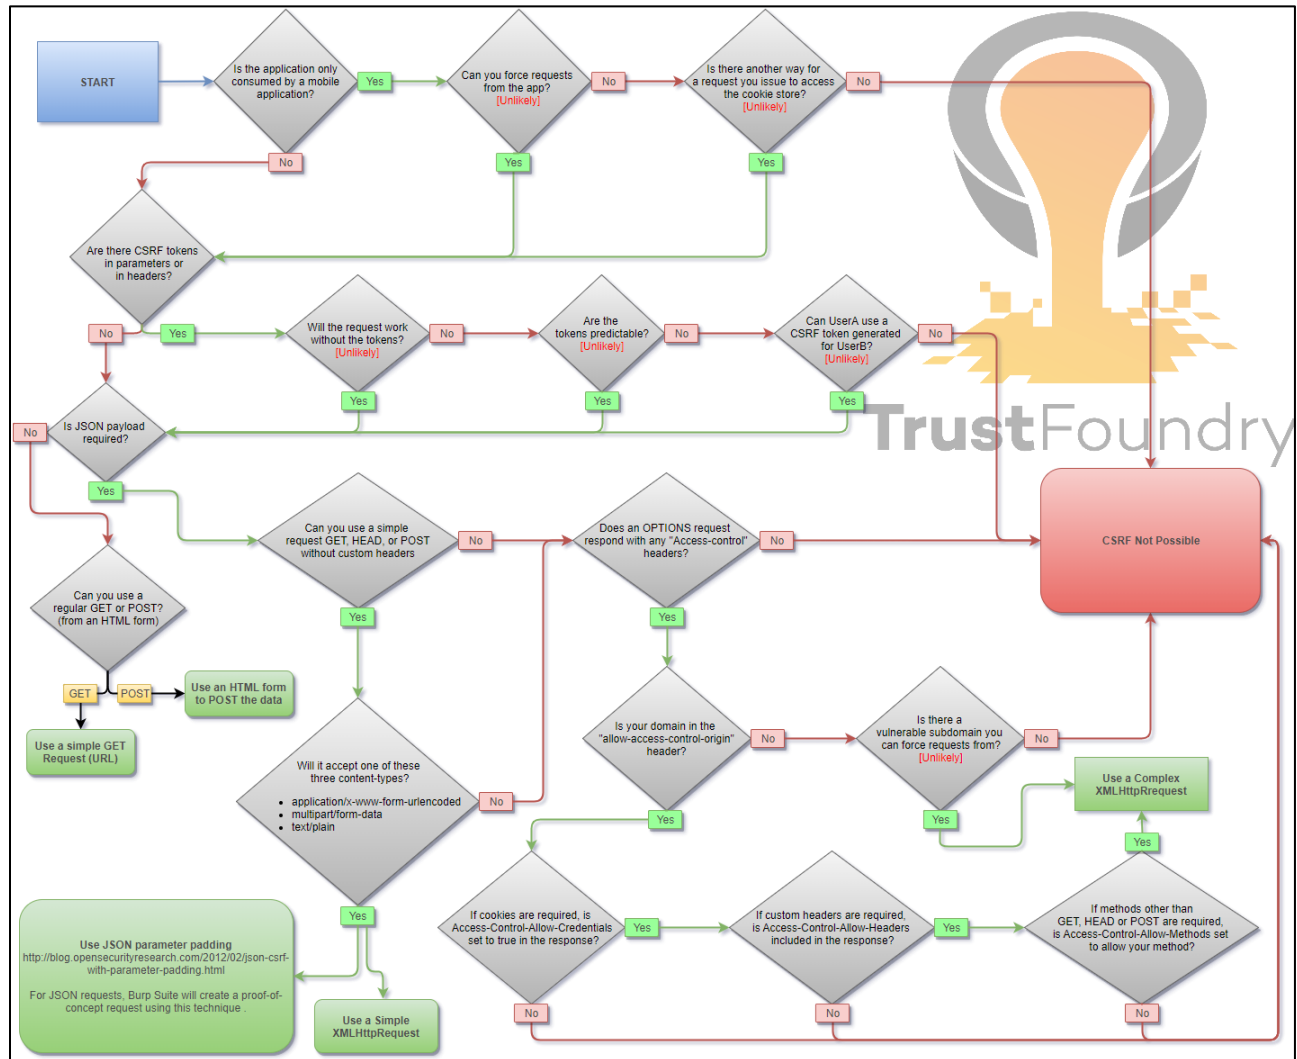 START
Is the application only
consumed by a mobile
application?
Yes
Can you force requests
from the app?
[Unlikely]
No
Is there another way for
a request you issue to access
the cookie store?
[Unlikely]
No
No
Yes
Yes
Are there CSRF tokens
in parameters or
in headers?
No
Yes
Will the request work
without the tokens?
[Unlikely]
No
Are the
tokens predictable?
[Unlikely]
No
Can UserA use a
CSRF token generated
for UserB?
[Unlikely]
No
Yes
Yes
Yes
TrustFoundry
Is JSON payload
required?
No
Yes
Can you use a simple
request GET, HEAD, or POST
without custom headers
No
Does an OPTIONS request
respond with any "Access-control"
headers?
No
CSRF Not Possible
Yes
Yes
Can you use a
regular GET or POST?
(from an HTML form)
GET
POST
Use an HTML form
to POST the data
Use a simple GET
Request (URL)
Is your domain in the
"allow-access-control-origin"
header?
No
Is there a
vulnerable subdomain you
can force requests from?
[Unlikely]
No
Will it accept one of these
three content-types?
• application/x-www-form-urlencoded
• multipart/form-data
• text/plain
No
Yes
Yes
Use a Complex
XMLHttpRrequest
Yes
If cookies are required, is
Access-Control-Allow-Credentials
set to true in the response?
Yes
If custom headers are required,
is Access-Control-Allow-Headers
included in the response?
Yes
If methods other than
GET, HEAD or POST are required,
is Access-Control-Allow-Methods set
to allow your method?
Yes
Use JSON parameter padding
http://blog.opensecurityresearch.com/2012/02/json-csrf-
with-parameter-padding.html
For JSON requests, Burp Suite will create a proof-of-
concept request using this technique .
Use a Simple
XMLHttpRequest
No
No
No